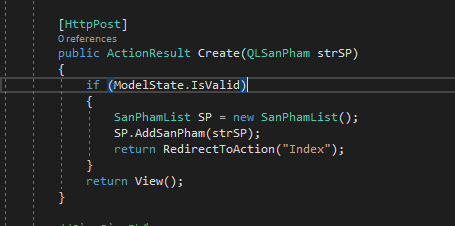 [HttpPost]
0 references
public ActionResult Create(QLSanPham strSP)
{
if (ModelState.IsValid)
{
SanPhamList SP = new SanPhamList();
SP.AddSanPham(strSP);
return RedirectToAction("Index");
}
return View();
}